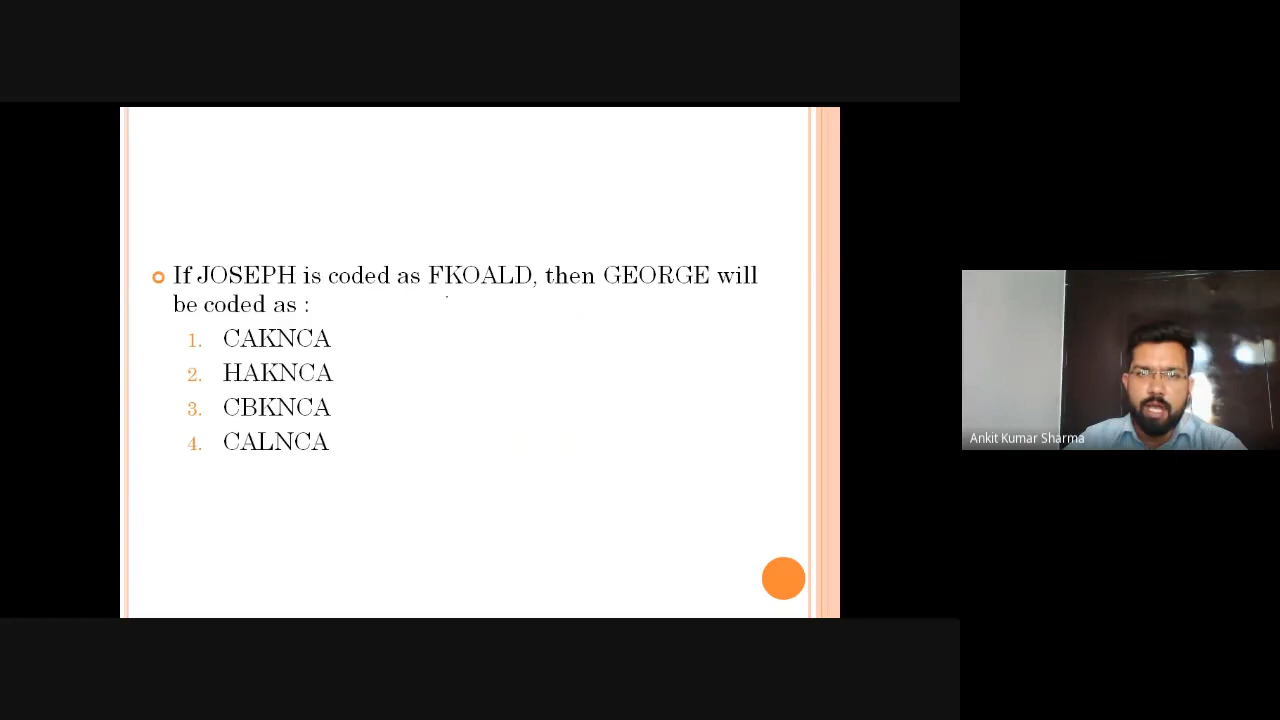 If JOSEPH is coded as FKOALD, then GEORGE will
be coded as :
1. CAKNCA
2. HAKNCA
3. CBKNCA
4. CALNCA
Ankit Kumar Sharma